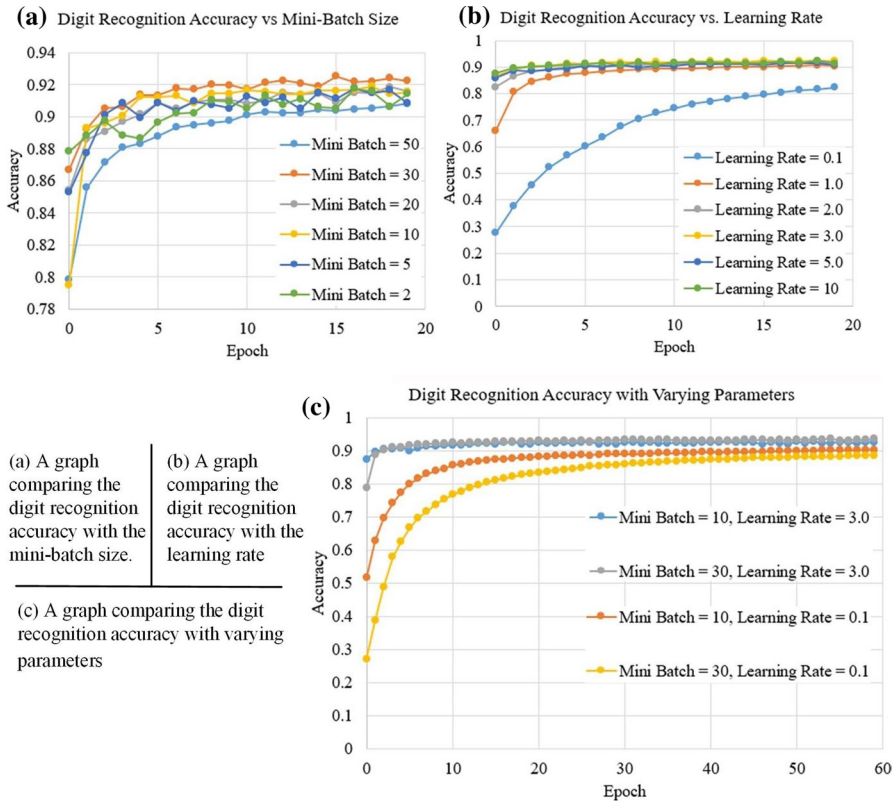 (a)
Digit Recognition Accuracy vs Mini-Batch Size
0.94
0.92
0.9
0.88
0.86
0.84
0.82
0.8
0.78
Accuracy
Mini Batch = 50
Mini Batch = 30
Mini Batch = 20
Mini Batch = 10
Mini Batch = 5
Mini Batch = 2
0 5 10 15 20
Epoch
(b)
Digit Recognition Accuracy vs. Learning Rate
1
0.9
0.8
0.7
0.6
0.5
0.4
0.3
0.2
0.1
0
Accuracy
Learning Rate = 0.1
Learning Rate = 1.0
Learning Rate = 2.0
Learning Rate = 3.0
Learning Rate = 5.0
Learning Rate = 10
0 5 10 15 20
Epoch
(a) A graph
comparing the
digit recognition
accuracy with the
mini-batch size.
(b) A graph
comparing the
digit recognition
accuracy with the
learning rate
(c) A graph comparing the digit
recognition accuracy with varying
parameters
(c)
Digit Recognition Accuracy with Varying Parameters
1
0.9
0.8
0.7
0.6
0.5
0.4
0.3
0.2
0.1
0
Accuracy
Mini Batch = 10, Learning Rate = 3.0
Mini Batch = 30, Learning Rate = 3.0
Mini Batch = 10, Learning Rate = 0.1
Mini Batch = 30, Learning Rate = 0.1
0 10 20 30 40 50 60
Epoch